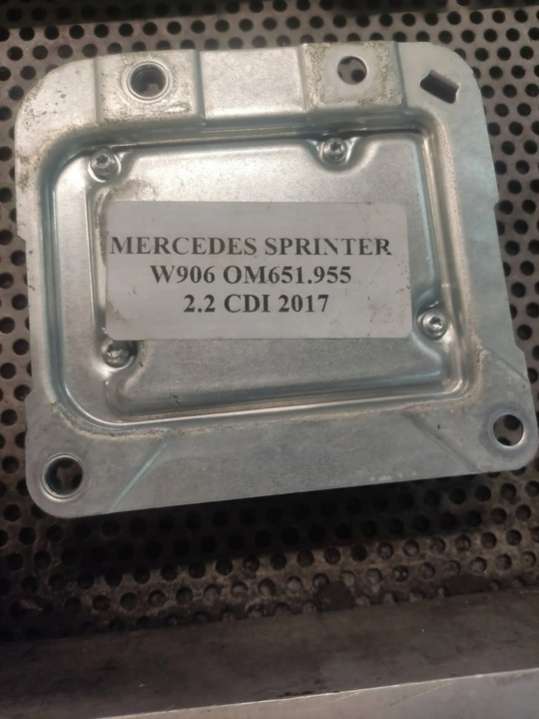 MERCEDES SPRINTER
W906 OM651.955
2.2 CDI 2017